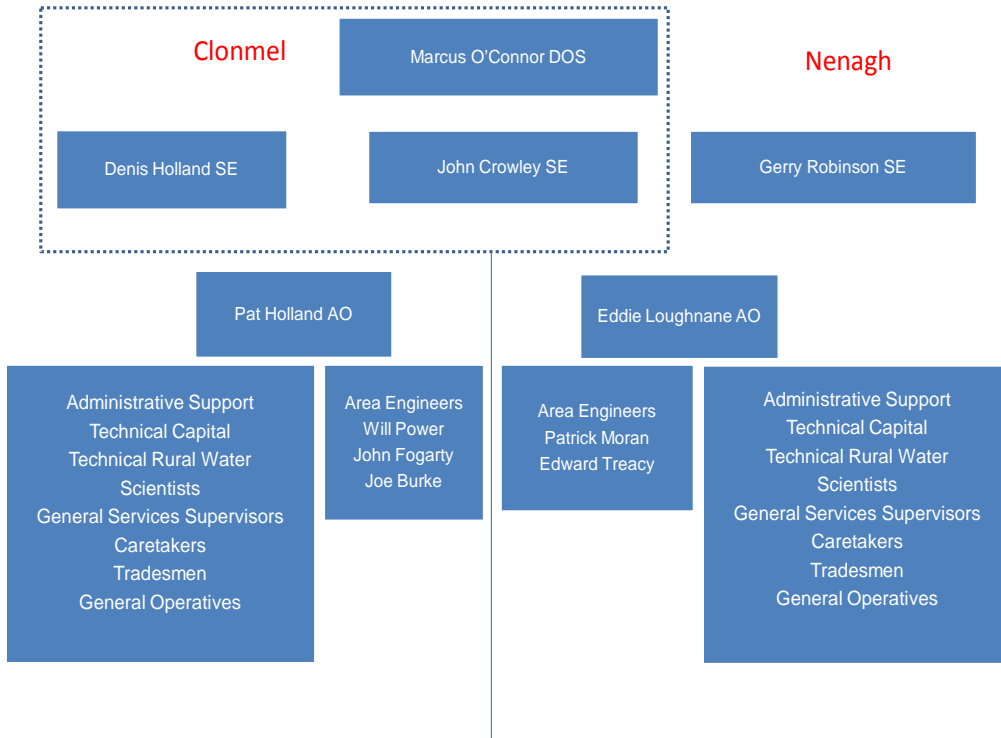 Clonmel
Marcus O’Connor DOS
Nenagh
Denis Holland SE
John Crowley SE
Gerry Robinson SE
Pat Holland AO
Eddie Loughnane AO
Administrative Support
Technical Capital
Technical Rural Water
Scientists
General Services Supervisors
Caretakers
Tradesmen
General Operatives
Area Engineers
Will Power
John Fogarty
Joe Burke
Area Engineers
Patrick Moran
Edward Treacy
Administrative Support
Technical Capital
Technical Rural Water
Scientists
General Services Supervisors
Caretakers
Tradesmen
General Operatives